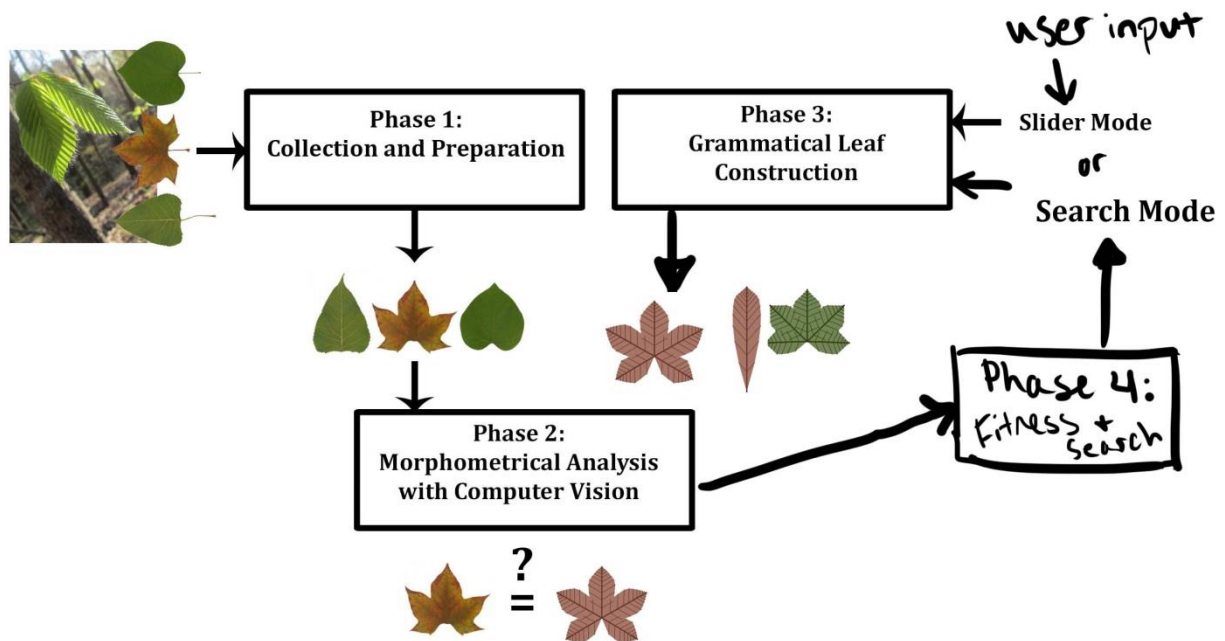 user input
Phase 1:
Collection and Preparation
Phase 3:
Grammatical Leaf
Construction
Slider Mode
or
Search Mode
Phase 4:
Fitness +
search
Phase 2:
Morphometrical Analysis
with Computer Vision
?
=